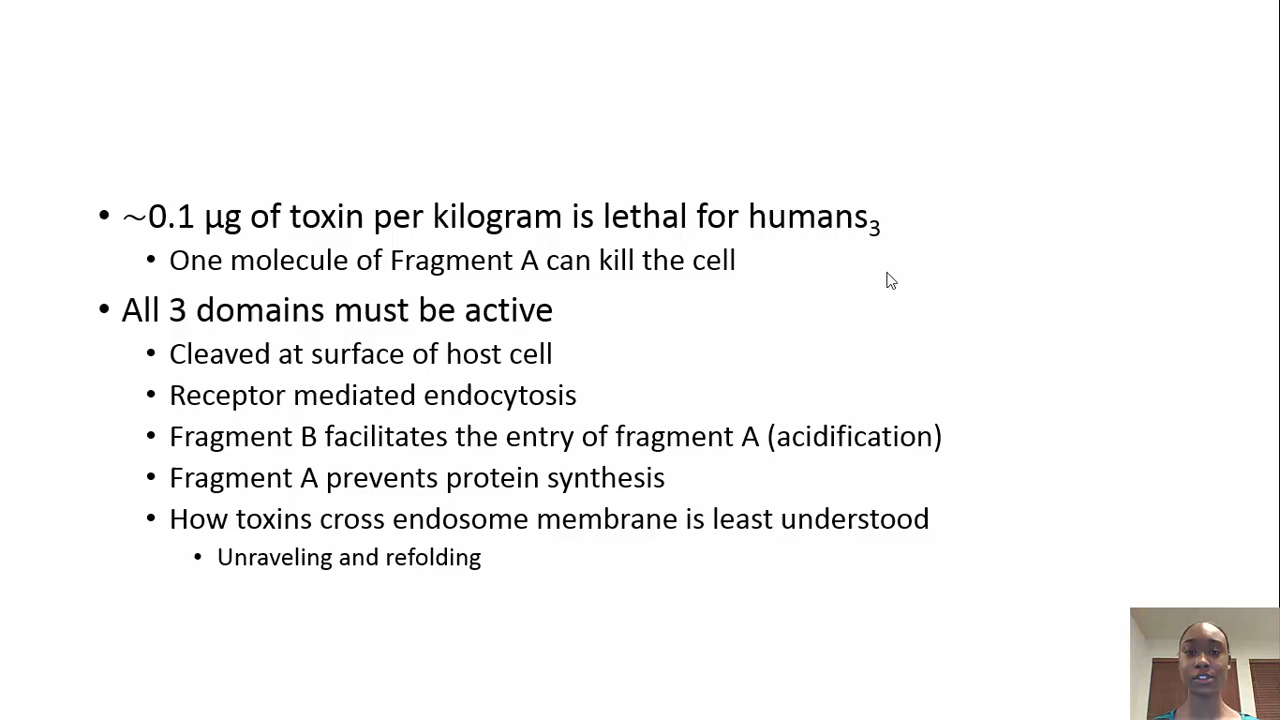 • ~0.1 µg of toxin per kilogram is lethal for humans₃
• One molecule of Fragment A can kill the cell
• All 3 domains must be active
• Cleaved at surface of host cell
• Receptor mediated endocytosis
• Fragment B facilitates the entry of fragment A (acidification)
• Fragment A prevents protein synthesis
• How toxins cross endosome membrane is least understood
• Unraveling and refolding